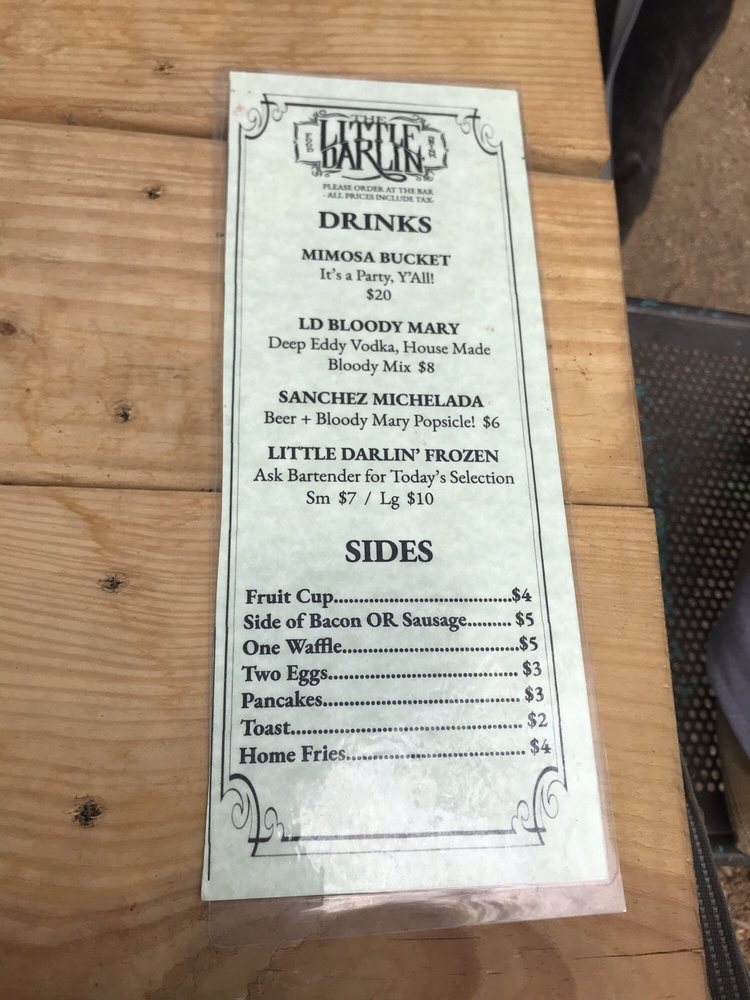 THE
LITTLE
DARLIN'
PLEASE ORDER AT THE BAR
- ALL PRICES INCLUDE TAX-
DRINKS
MIMOSA BUCKET
It's a Party, Y'All!
$20
LD BLOODY MARY
Deep Eddy Vodka, House Made
Bloody Mix $8
SANCHEZ MICHELADA
Beer + Bloody Mary Popsicle! $6
LITTLE DARLIN' FROZEN
Ask Bartender for Today's Selection
Sm $7 / Lg $10
SIDES
Fruit Cup..................................$4
Side of Bacon OR Sausage......... $5
One Waffle..................................$5
Two Eggs.................................... $3
Pancakes...................................... $3
Toast............................................ $2
Home Fries.................................. $4